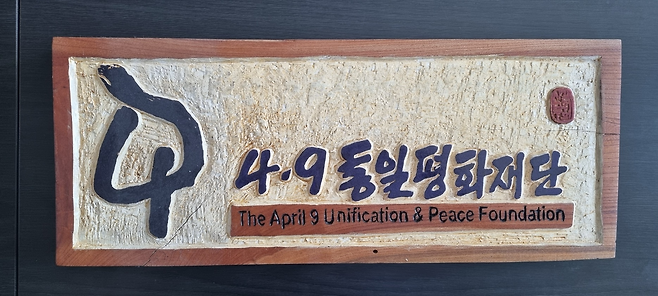 4·9 통일평화재단
The April 9 Unification & Peace Foundation